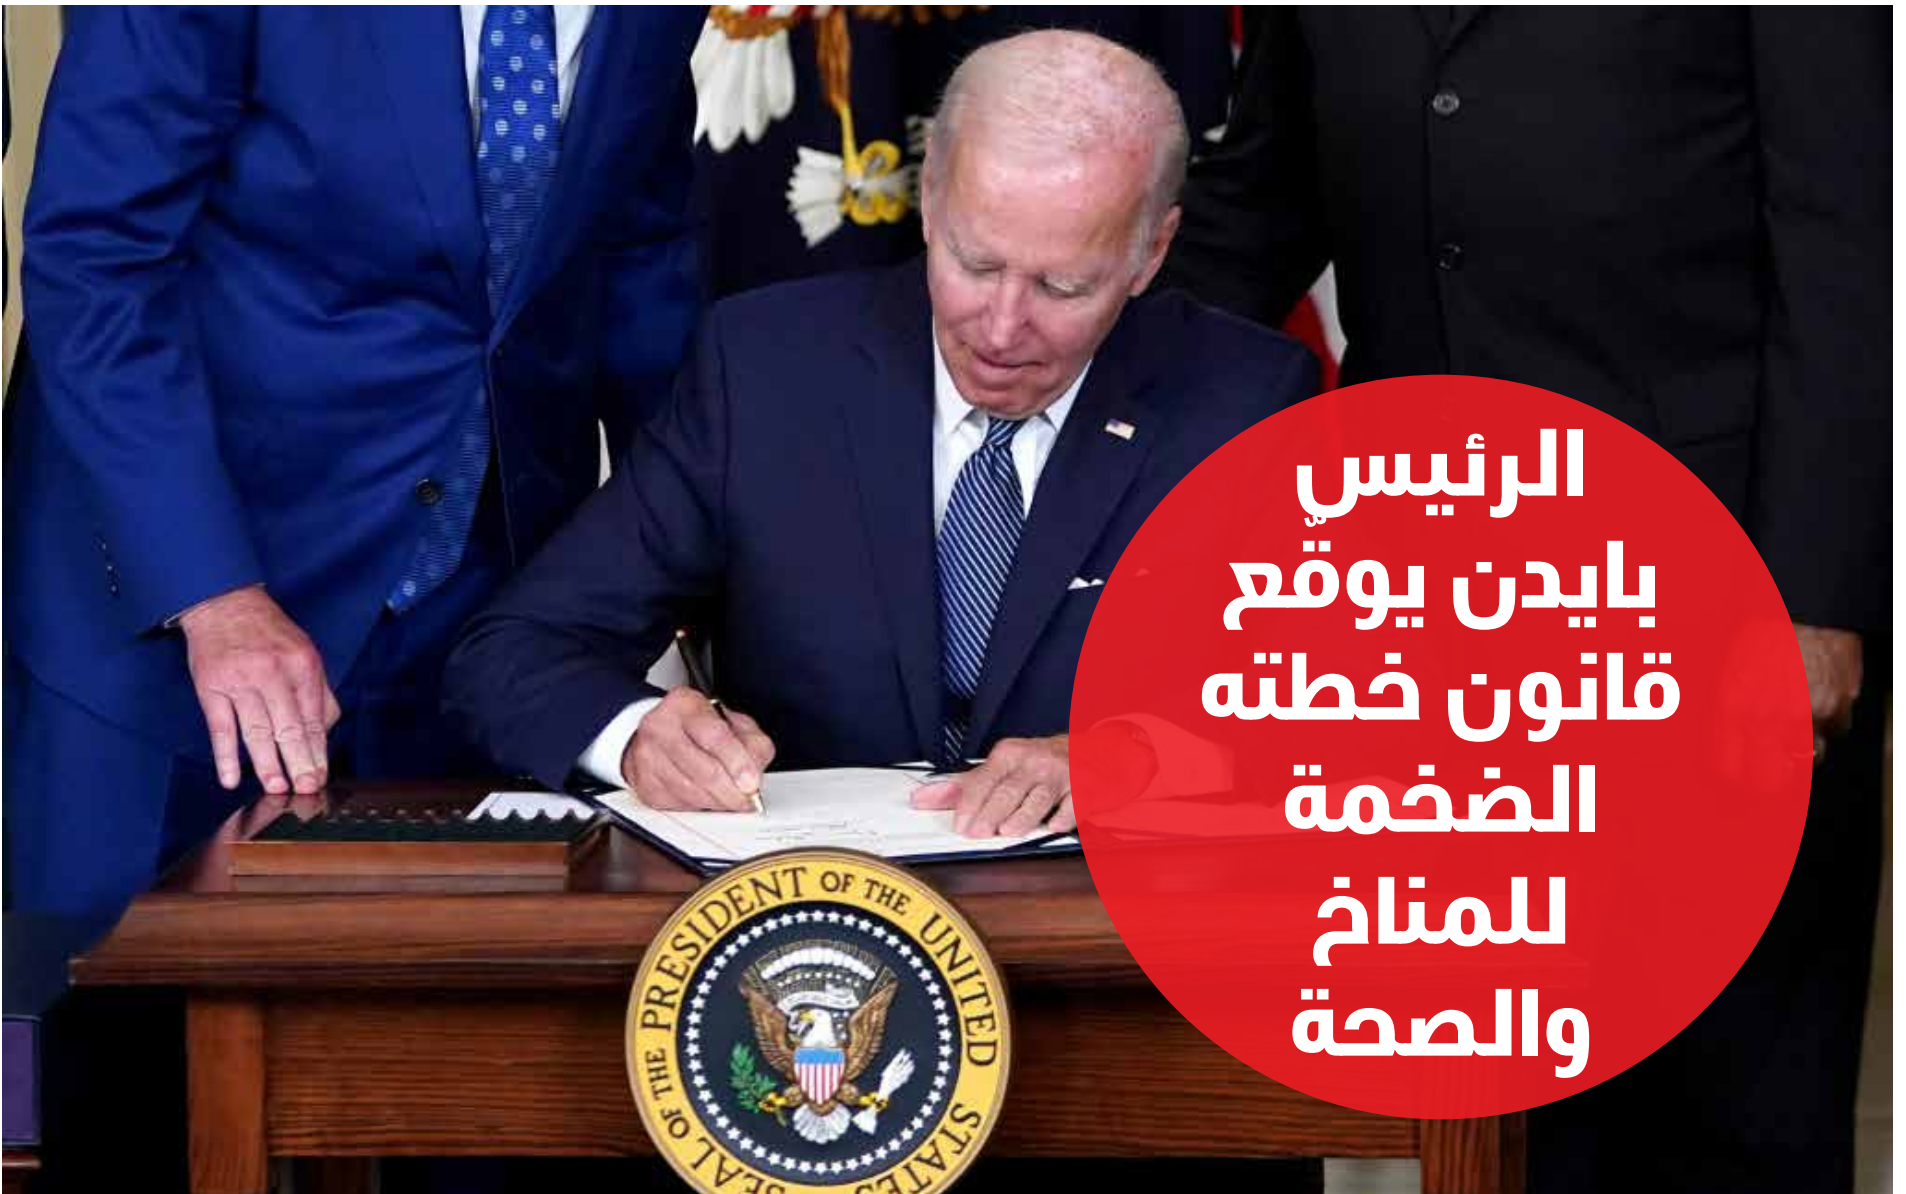 الرئيس
بايدن يوقّع
قانون خطته
الضخمة
للمناخ
والصحة
SEAL OF THE PRESIDENT OF THE UNITED STATES